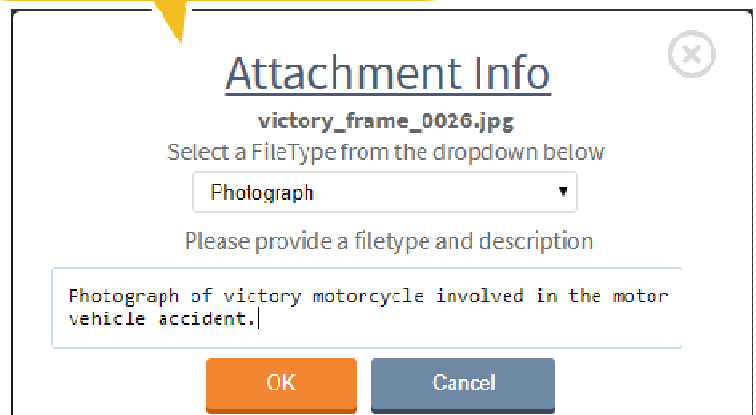 Attachment Info
victory_frame_0026.jpg
Select a FileType from the dropdown below
Photograph
Please provide a filetype and description
Photograph of victory motorcycle involved in the motor
vehicle accident.
OK
Cancel